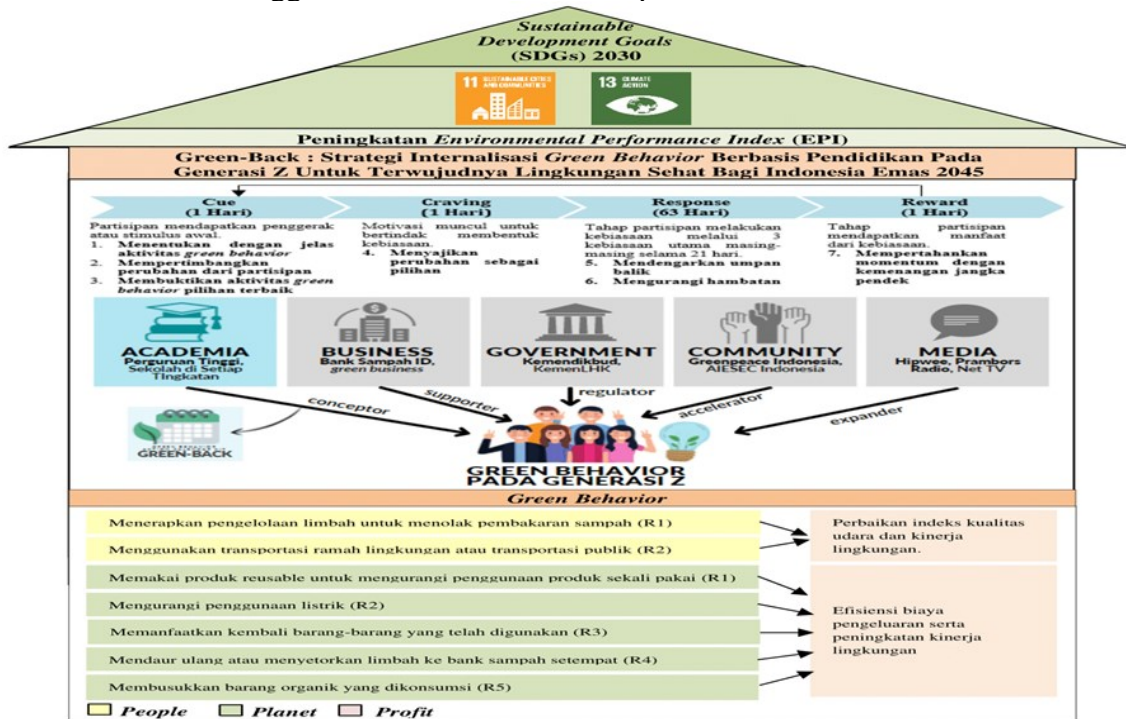 Sustainable
Development Goals
(SDGs) 2030
11 SUSTAINABLE CITIES
AND COMMUNITIES
13 CLIMATE
ACTION
Peningkatan Environmental Performance Index (EPI)
Green-Back : Strategi Internalisasi Green Behavior Berbasis Pendidikan Pada
Generasi Z Untuk Terwujudnya Lingkungan Sehat Bagi Indonesia Emas 2045
Cue
(1 Hari)
Partisipan mendapatkan penggerak
atau stimulus awal.
1. Menentukan dengan jelas
aktivitas green behavior
2. Mempertimbangkan
perubahan dari partisipan
3. Membuktikan aktivitas green
behavior pilihan terbaik
Craving
(1 Hari)
Motivasi muncul untuk
bertindak membentuk
kebiasaan.
4. Menyajikan
perubahan sebagai
pilihan
Response
(63 Hari)
Tahap partisipan melakukan
kebiasaan melalui 3
kebiasaan utama masing-
masing selama 21 hari.
5. Mendengarkan umpan
balik
6. Mengurangi hambatan
Reward
(1 Hari)
Tahap partisipan
mendapatkan manfaat
dari kebiasaan.
7. Mempertahankan
momentum dengan
kemenangan jangka
pendek
ACADEMIA
Perguruan Tinggi,
Sekolah di Setiap
Tingkatan
BUSINESS
Bank Sampah ID,
green business
GOVERNMENT
Kemendikbud,
KemenLHK
COMMUNITY
Greenpeace Indonesia,
AIESEC Indonesia
MEDIA
Hipwee, Prambors
Radio, Net TV
conceptor
supporter
regulator
accelerator
expander
GREEN-BACK
GREEN BEHAVIOR
PADA GENERASI Z
Green Behavior
Menerapkan pengelolaan limbah untuk menolak pembakaran sampah (R1)
Menggunakan transportasi ramah lingkungan atau transportasi publik (R2)
Perbaikan indeks kualitas
udara dan kinerja
lingkungan.
Memakai produk reusable untuk mengurangi penggunaan produk sekali pakai (R1)
Mengurangi penggunaan listrik (R2)
Memanfaatkan kembali barang-barang yang telah digunakan (R3)
Mendaur ulang atau menyetorkan limbah ke bank sampah setempat (R4)
Membusukkan barang organik yang dikonsumsi (R5)
Efisiensi biaya
pengeluaran serta
peningkatan kinerja
lingkungan
People Planet Profit